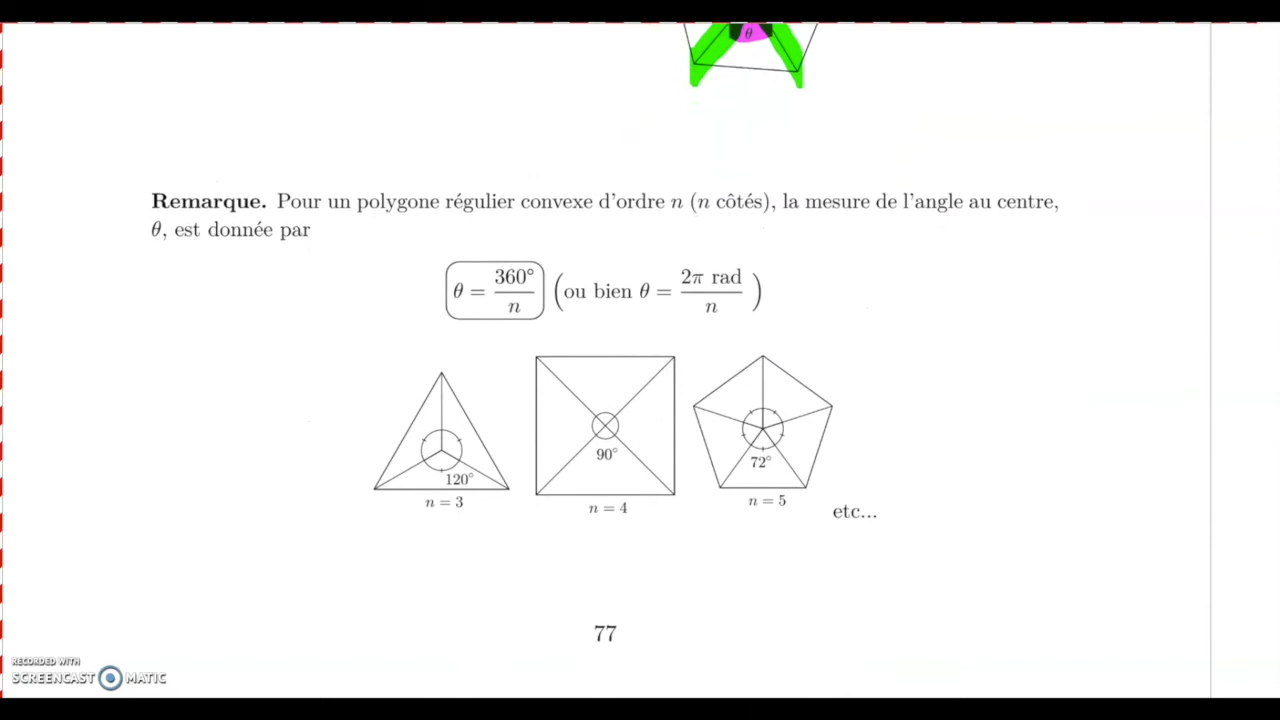 θ
Remarque. Pour un polygone régulier convexe d'ordre n (n côtés), la mesure de l'angle au centre,
θ, est donnée par
θ = 360°/n (ou bien θ = 2π rad/n)
120°
n = 3
90°
n = 4
72°
n = 5
etc...
77
RECORDED WITH
SCREENCAST MATIC